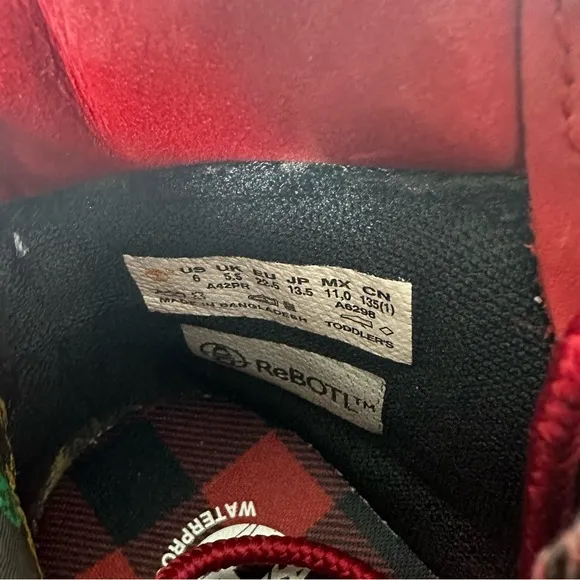 US UK EU JP MX CN
6 5.5 22.5 13.5 11.0 135(1)
A42PR A6298
MADE IN BANGLADESH TODDLER'S
ReBOTL™
WATERPRO